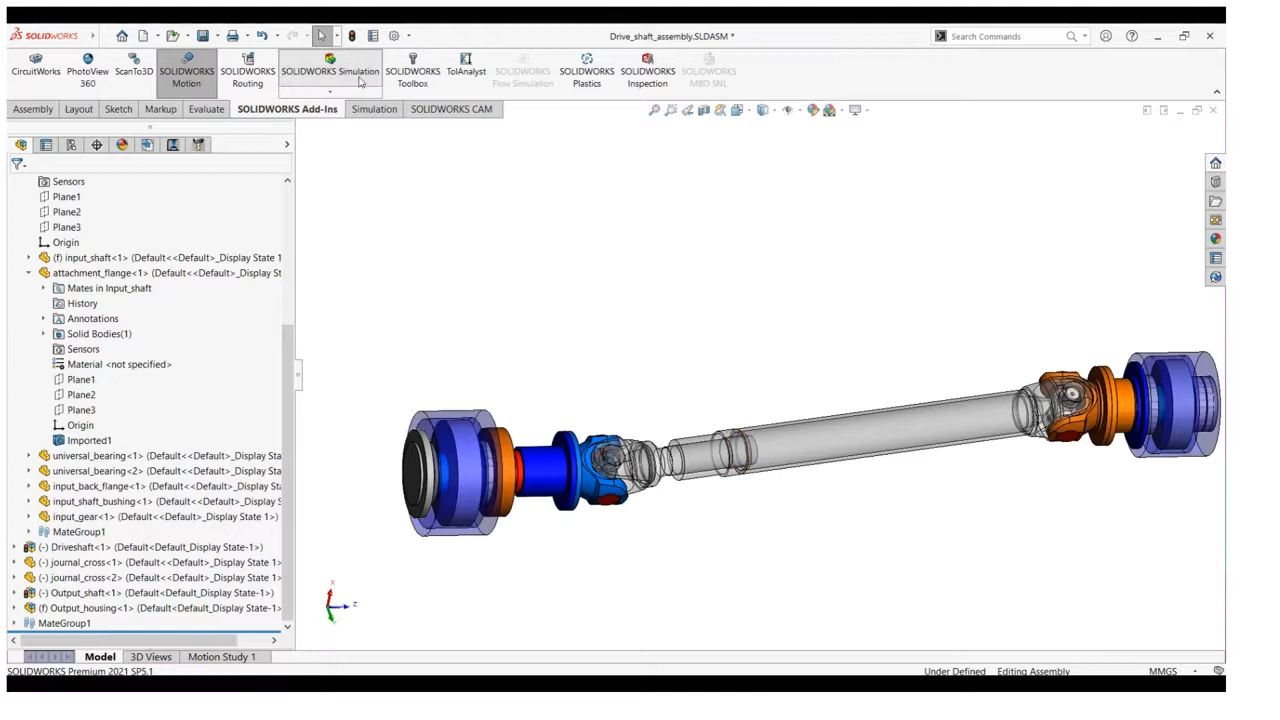 SOLIDWORKS
Drive_shaft_assembly.SLDASM *
Search Commands
CircuitWorks
PhotoView
360
ScanTo3D
SOLIDWORKS
Motion
SOLIDWORKS
Routing
SOLIDWORKS Simulation
SOLIDWORKS
Toolbox
TolAnalyst
SOLIDWORKS
Flow Simulation
SOLIDWORKS
Plastics
SOLIDWORKS
Inspection
SOLIDWORKS
MBD SNL
Assembly
Layout
Sketch
Markup
Evaluate
SOLIDWORKS Add-Ins
Simulation
SOLIDWORKS CAM
Sensors
Plane1
Plane2
Plane3
Origin
(f) input_shaft<1> (Default<<Default>_Display State 1
attachment_flange<1> (Default<<Default>_Display St
Mates in Input_shaft
History
Annotations
Solid Bodies(1)
Sensors
Material <not specified>
Plane1
Plane2
Plane3
Origin
Imported1
universal_bearing<1> (Default<<Default>_Display Sta
universal_bearing<2> (Default<<Default>_Display Sta
input_back_flange<1> (Default<<Default>_Display Sta
input_shaft_bushing<1> (Default<<Default>_Display S
input_gear<1> (Default<<Default>_Display State 1>)
MateGroup1
(-) Driveshaft<1> (Default<Default_Display State-1>)
(-) journal_cross<1> (Default<<Default>_Display State 1
(-) journal_cross<2> (Default<<Default>_Display State 1
(-) Output_shaft<1> (Default<Default_Display State-1>)
(f) Output_housing<1> (Default<Default_Display State-1>
MateGroup1
X
Z
Model
3D Views
Motion Study 1
SOLIDWORKS Premium 2021 SP5.1
Under Defined
Editing Assembly
MMGS